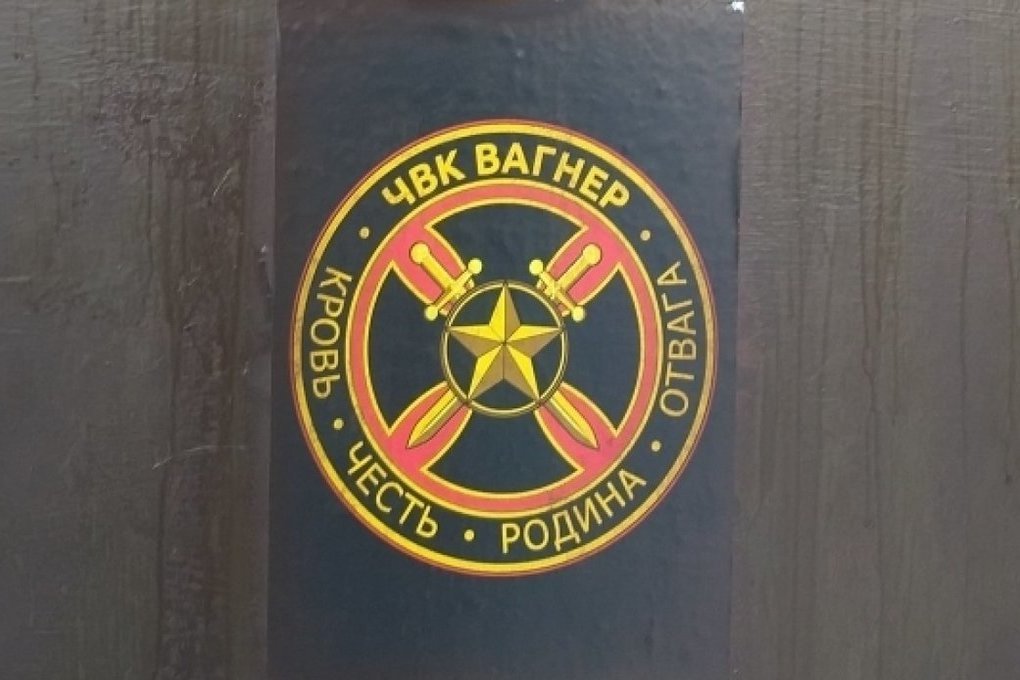 ЧВК ВАГНЕР
КРОВЬ · ЧЕСТЬ · РОДИНА · ОТВАГА